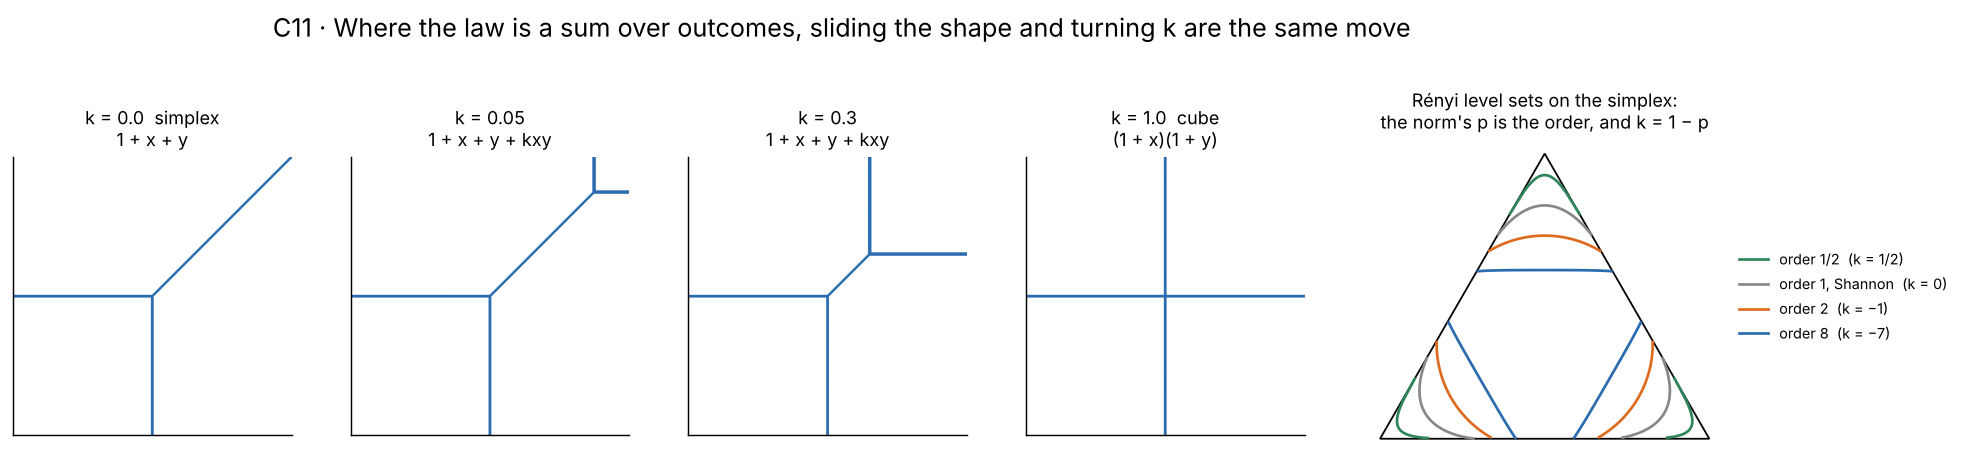 C11 · Where the law is a sum over outcomes, sliding the shape and turning k are the same move
k = 0.0  simplex
1 + x + y
k = 0.05
1 + x + y + kxy
k = 0.3
1 + x + y + kxy
k = 1.0  cube
(1 + x)(1 + y)
Rényi level sets on the simplex:
the norm's p is the order, and k = 1 − p
order 1/2  (k = 1/2)
order 1, Shannon  (k = 0)
order 2  (k = −1)
order 8  (k = −7)